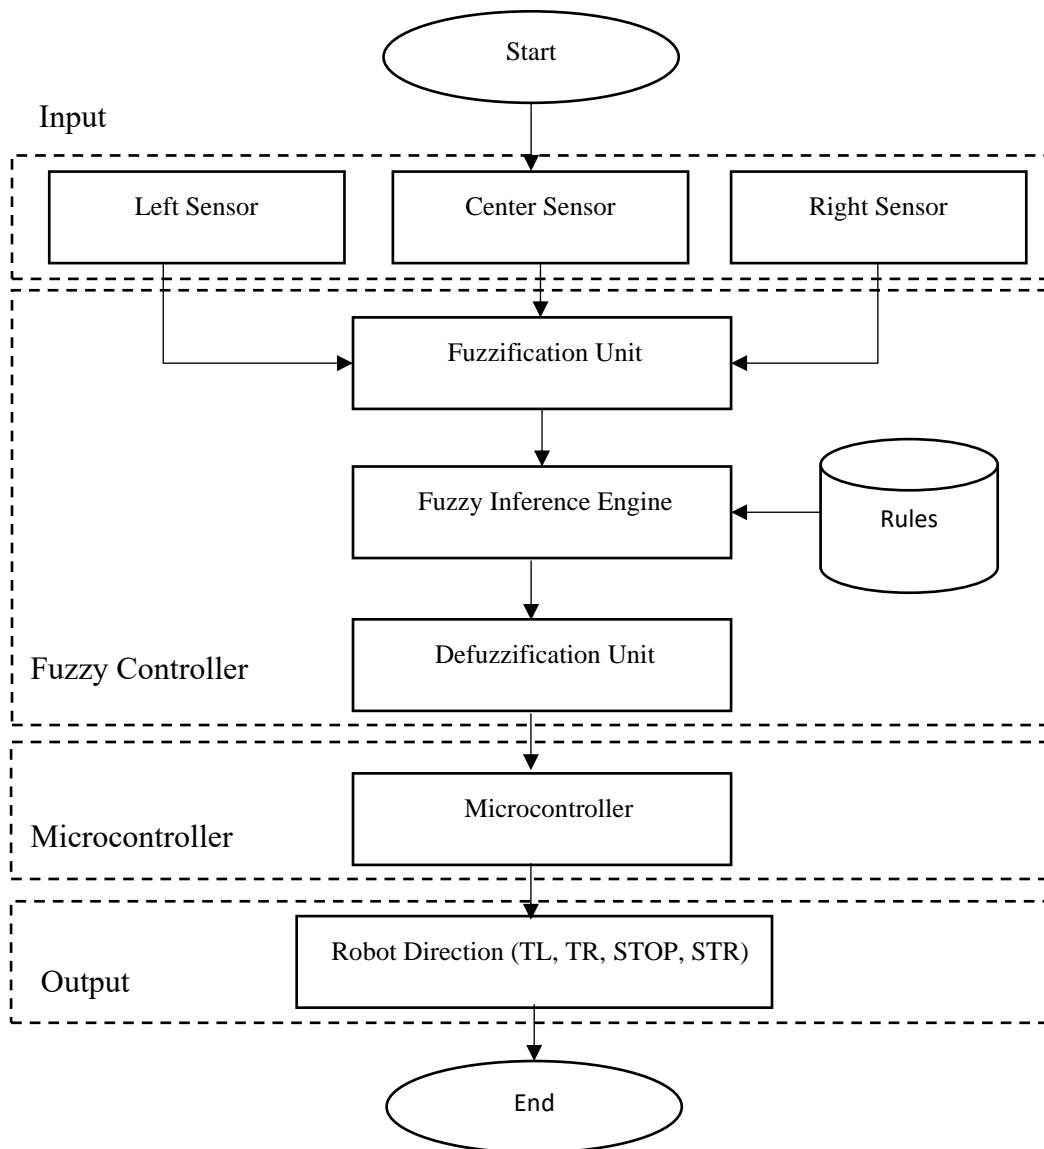 Start
Input
Left Sensor
Center Sensor
Right Sensor
Fuzzification Unit
Fuzzy Inference Engine
Rules
Defuzzification Unit
Fuzzy Controller
Microcontroller
Microcontroller
Robot Direction (TL, TR, STOP, STR)
Output
End